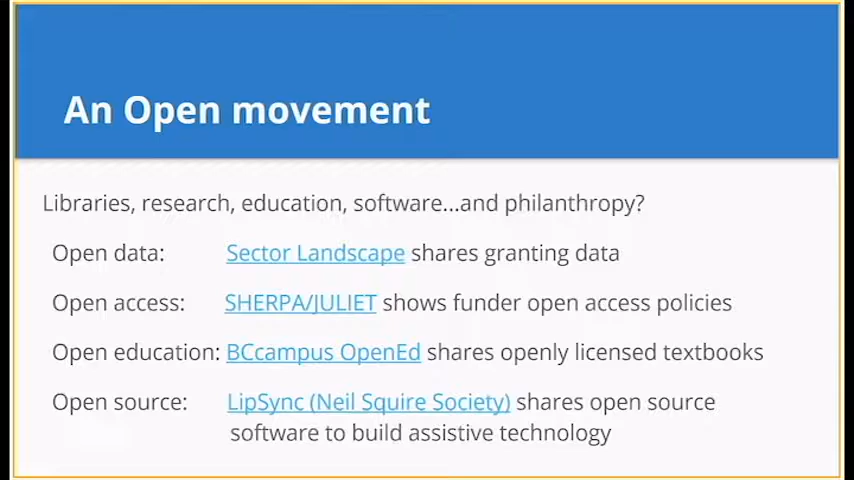 An Open movement
Libraries, research, education, software...and philanthropy?
Open data: Sector Landscape shares granting data
Open access: SHERPA/JULIET shows funder open access policies
Open education: BCcampus OpenEd shares openly licensed textbooks
Open source: LipSync (Neil Squire Society) shares open source
software to build assistive technology